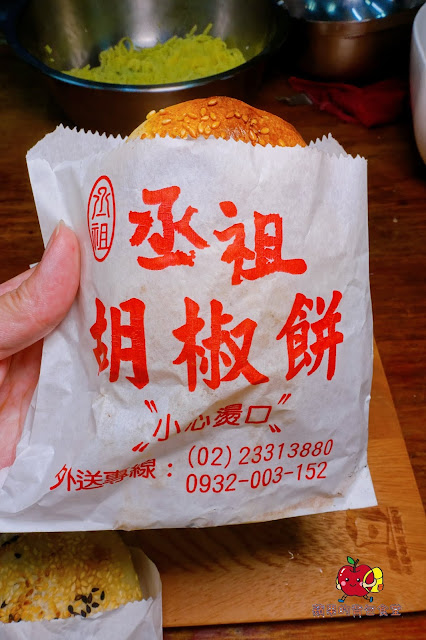 丞祖
丞祖
胡椒餅
"小心燙口"
外送專線：(02)23313880
0932-003-152